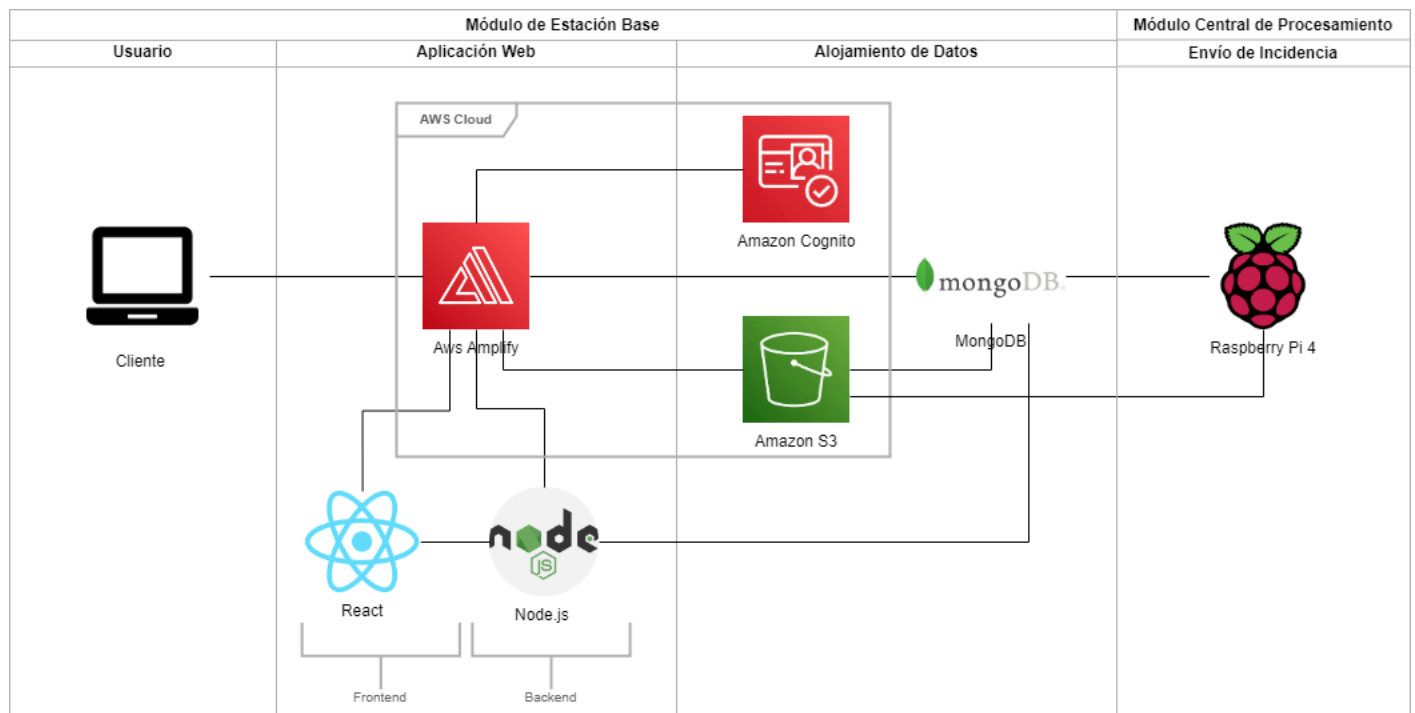 Módulo de Estación Base
Módulo Central de Procesamiento
Usuario
Aplicación Web
Alojamiento de Datos
Envío de Incidencia
AWS Cloud
Amazon Cognito
mongoDB.
Cliente
Aws Amplify
MongoDB
Raspberry Pi 4
Amazon S3
node
JS
React
Node.js
Frontend
Backend